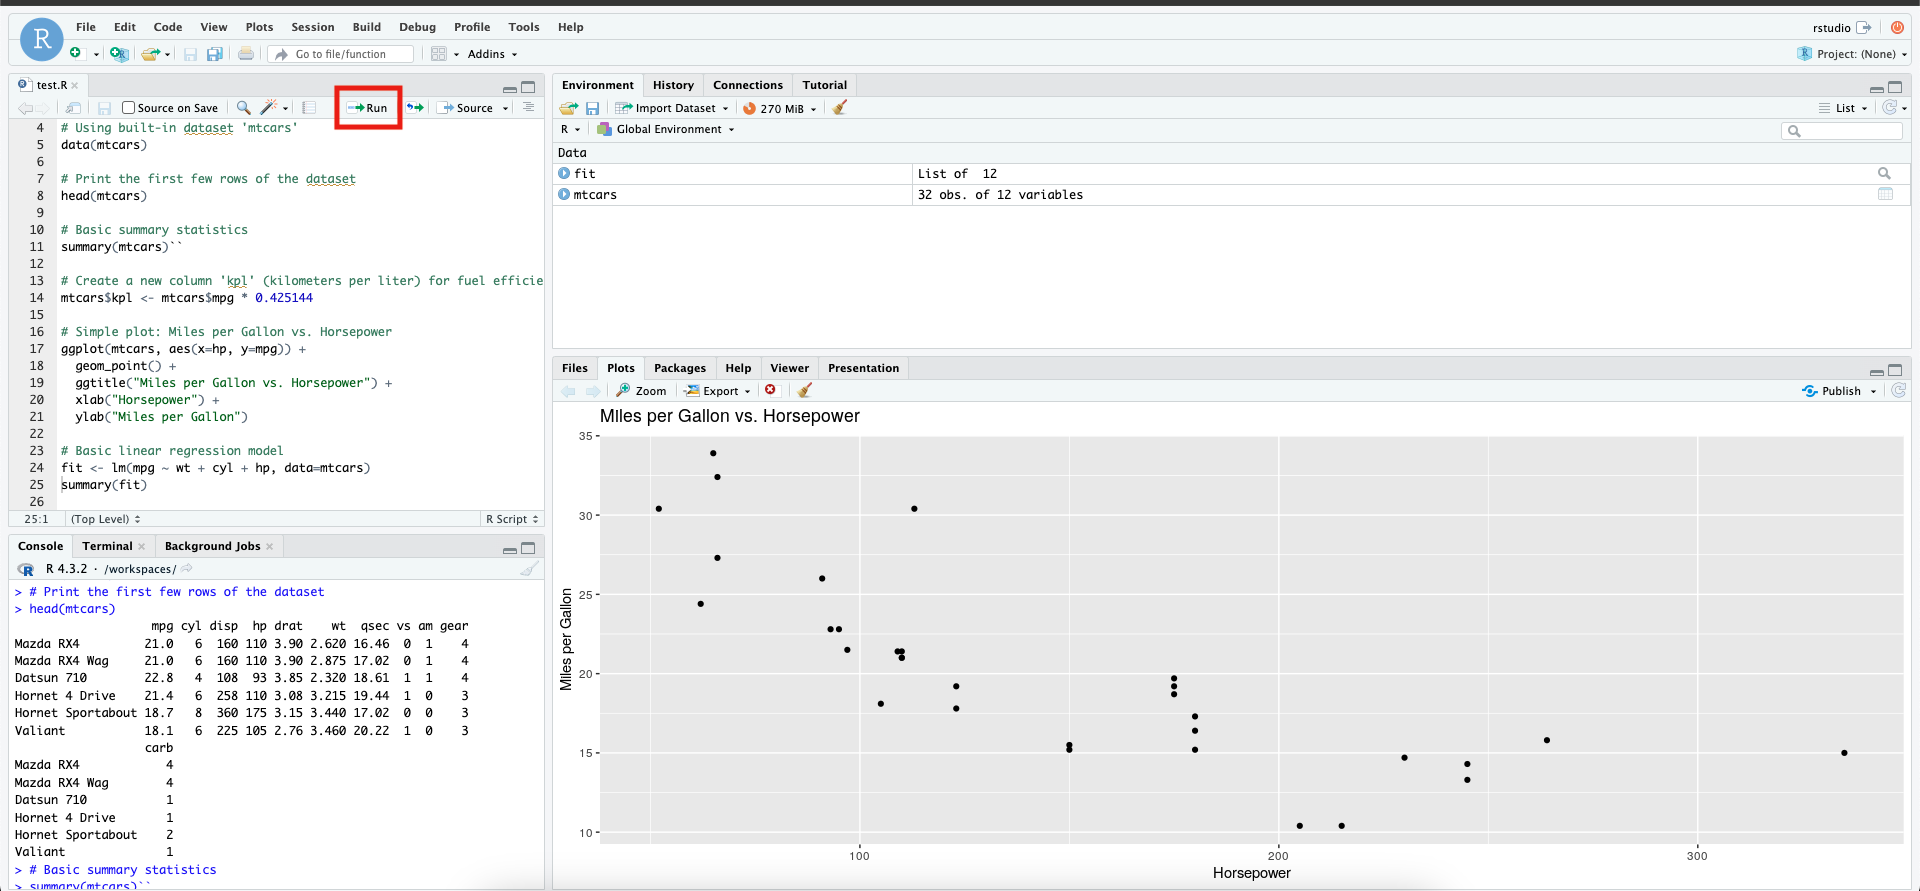 File Edit Code View Plots Session Build Debug Profile Tools Help
rstudio
R
Go to file/function
Addins
Project: (None)
test.R
Source on Save
Run
Source
4 # Using built-in dataset 'mtcars'
5 data(mtcars)
6
7 # Print the first few rows of the dataset
8 head(mtcars)
9
10 # Basic summary statistics
11 summary(mtcars)``
12
13 # Create a new column 'kpl' (kilometers per liter) for fuel efficie
14 mtcars$kpl <- mtcars$mpg * 0.425144
15
16 # Simple plot: Miles per Gallon vs. Horsepower
17 ggplot(mtcars, aes(x=hp, y=mpg)) +
18 geom_point() +
19 ggtitle("Miles per Gallon vs. Horsepower") +
20 xlab("Horsepower") +
21 ylab("Miles per Gallon")
22
23 # Basic linear regression model
24 fit <- lm(mpg ~ wt + cyl + hp, data=mtcars)
25 summary(fit)
26
25:1 (Top Level) R Script
Console Terminal Background Jobs
R R 4.3.2 · /workspaces/
> # Print the first few rows of the dataset
> head(mtcars)
mpg cyl disp hp drat wt qsec vs am gear
Mazda RX4 21.0 6 160 110 3.90 2.620 16.46 0 1 4
Mazda RX4 Wag 21.0 6 160 110 3.90 2.875 17.02 0 1 4
Datsun 710 22.8 4 108 93 3.85 2.320 18.61 1 1 4
Hornet 4 Drive 21.4 6 258 110 3.08 3.215 19.44 1 0 3
Hornet Sportabout 18.7 8 360 175 3.15 3.440 17.02 0 0 3
Valiant 18.1 6 225 105 2.76 3.460 20.22 1 0 3
carb
Mazda RX4 4
Mazda RX4 Wag 4
Datsun 710 1
Hornet 4 Drive 1
Hornet Sportabout 2
Valiant 1
> # Basic summary statistics
> summary(mtcars)``
Environment History Connections Tutorial
Import Dataset 270 MiB List
R Global Environment
Data
fit List of 12
mtcars 32 obs. of 12 variables
Files Plots Packages Help Viewer Presentation
Zoom Export Publish
Miles per Gallon vs. Horsepower
35
30
25
20
15
10
Miles per Gallon
100 200 300
Horsepower